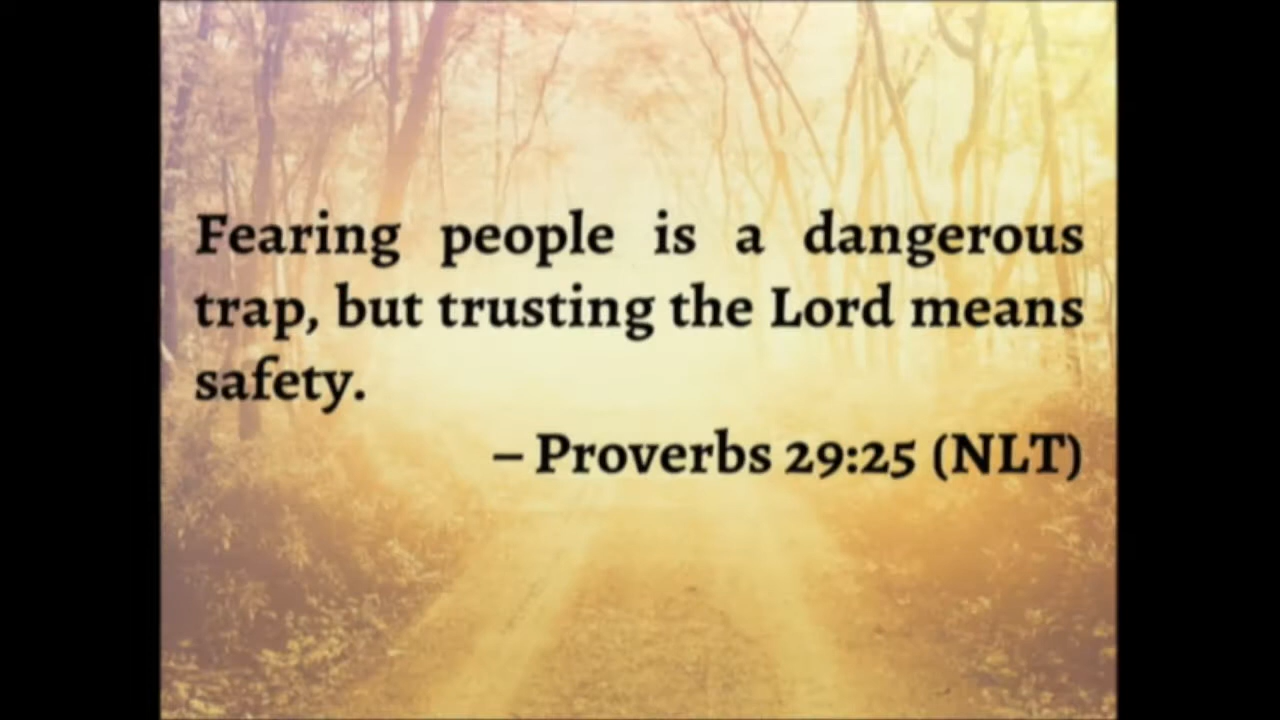 Fearing people is a dangerous
trap, but trusting the Lord means
safety.
– Proverbs 29:25 (NLT)